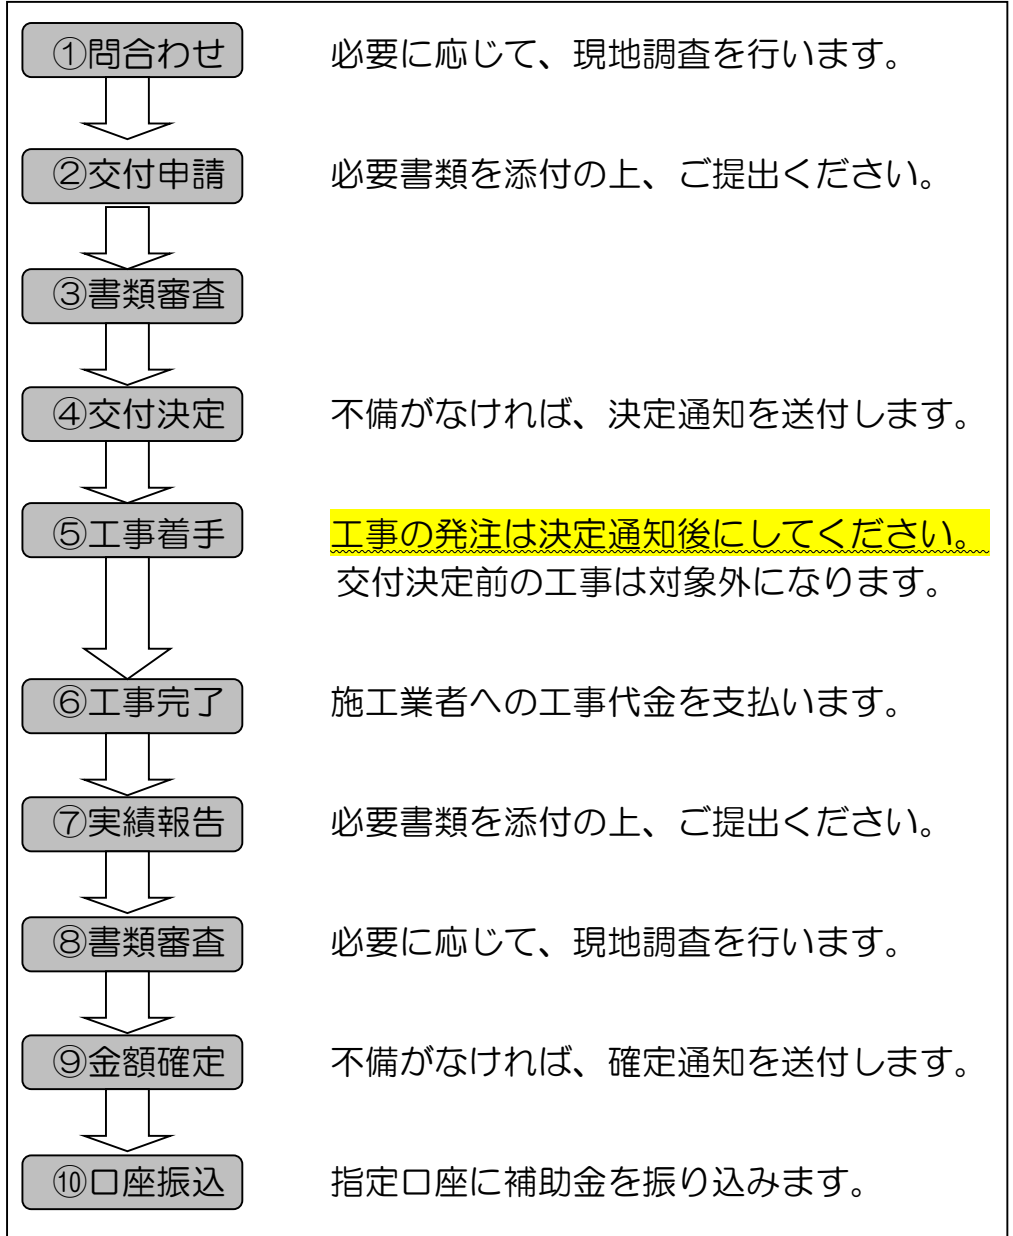 ①問合わせ 必要に応じて、現地調査を行います。
②交付申請 必要書類を添付の上、ご提出ください。
③書類審査
④交付決定 不備がなければ、決定通知を送付します。
⑤工事着手 工事の発注は決定通知後にしてください。
交付決定前の工事は対象外になります。
⑥工事完了 施工業者への工事代金を支払います。
⑦実績報告 必要書類を添付の上、ご提出ください。
⑧書類審査 必要に応じて、現地調査を行います。
⑨金額確定 不備がなければ、確定通知を送付します。
⑩口座振込 指定口座に補助金を振り込みます。